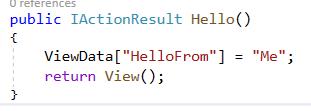 0 references
public IActionResult Hello()
{
ViewData["HelloFrom"] = "Me";
return View();
}